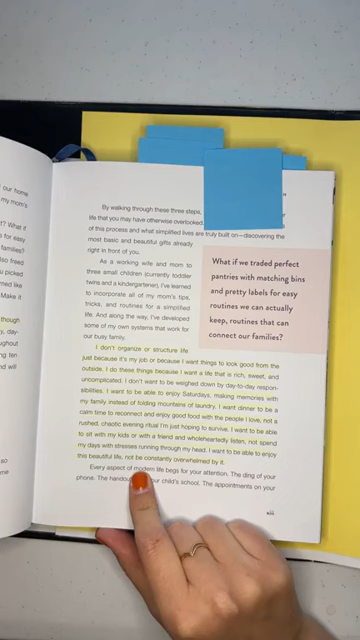 our home
my mom's
t? What if
s for easy
families?
lso freed
u picked
med like
Make it
though
y, day-
ughout
ng ten
nd will
so
me
By walking through these three steps,
life that you may have otherwise overlooked.
of this process and what simplified lives are truly built on—discovering the
most basic and beautiful gifts already
right in front of you.
As a working wife and mom to
three small children (currently toddler
twins and a kindergartener), I've learned
to incorporate all of my mom's tips,
tricks, and routines for a simplified
life. And along the way, I've developed
some of my own systems that work for
our busy family.
What if we traded perfect
pantries with matching bins
and pretty labels for easy
routines we can actually
keep, routines that can
connect our families?
I don't organize or structure life
just because it's my job or because I want things to look good from the
outside. I do these things because I want a life that is rich, sweet, and
uncomplicated. I don't want to be weighed down by day-to-day respon-
sibilities. I want to be able to enjoy Saturdays, making memories with
my family instead of folding mountains of laundry. I want dinner to be a
calm time to reconnect and enjoy good food with the people I love, not a
rushed, chaotic evening ritual I'm just hoping to survive. I want to be able
to sit with my kids or with a friend and wholeheartedly listen, not spend
my days with stresses running through my head. I want to be able to enjoy
this beautiful life, not be constantly overwhelmed by it.
Every aspect of modern life begs for your attention. The ding of your
phone. The handou your child's school. The appointments on your
xiii